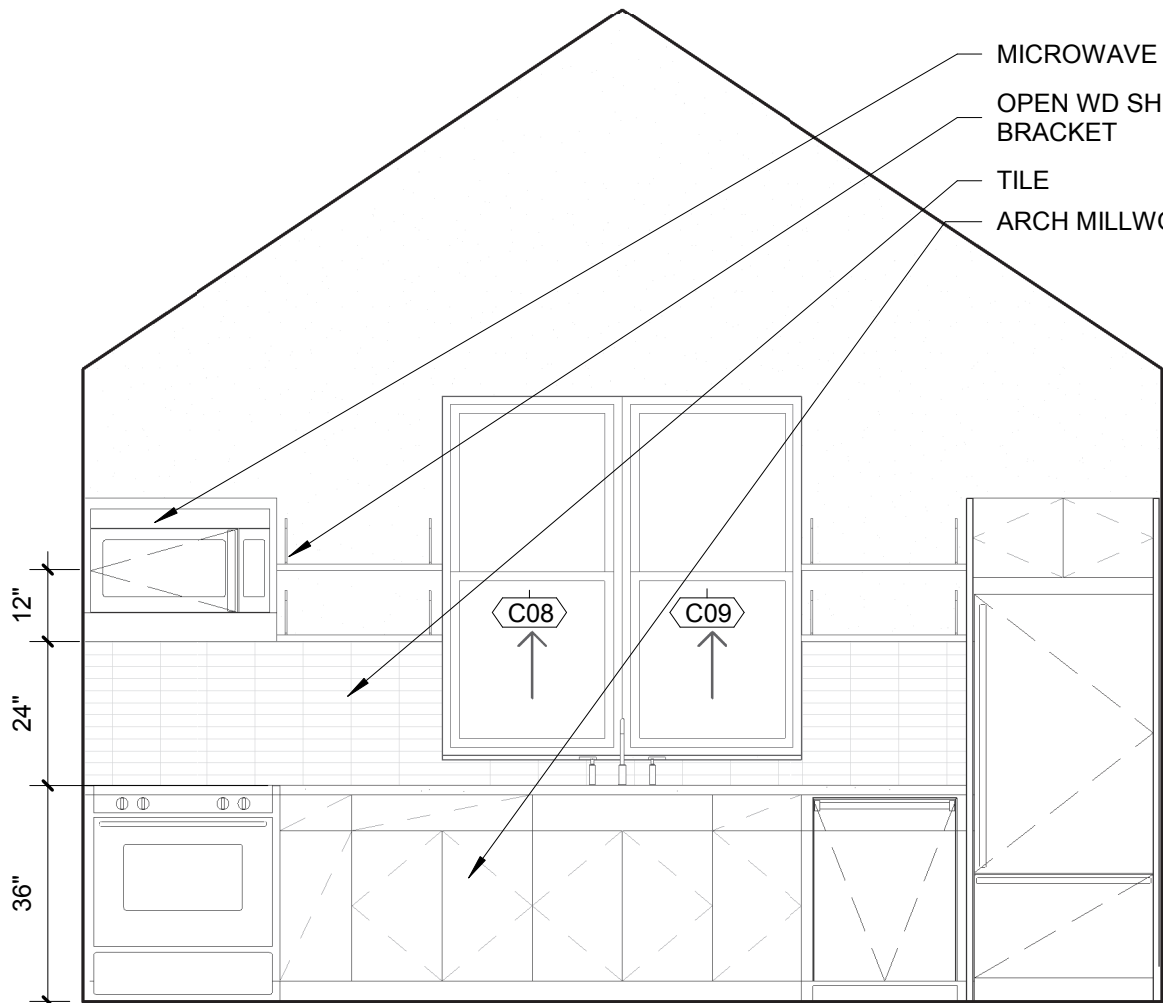 MICROWAVE
OPEN WD SH
BRACKET
TILE
ARCH MILLWO
12"
C08
C09
24"
36"